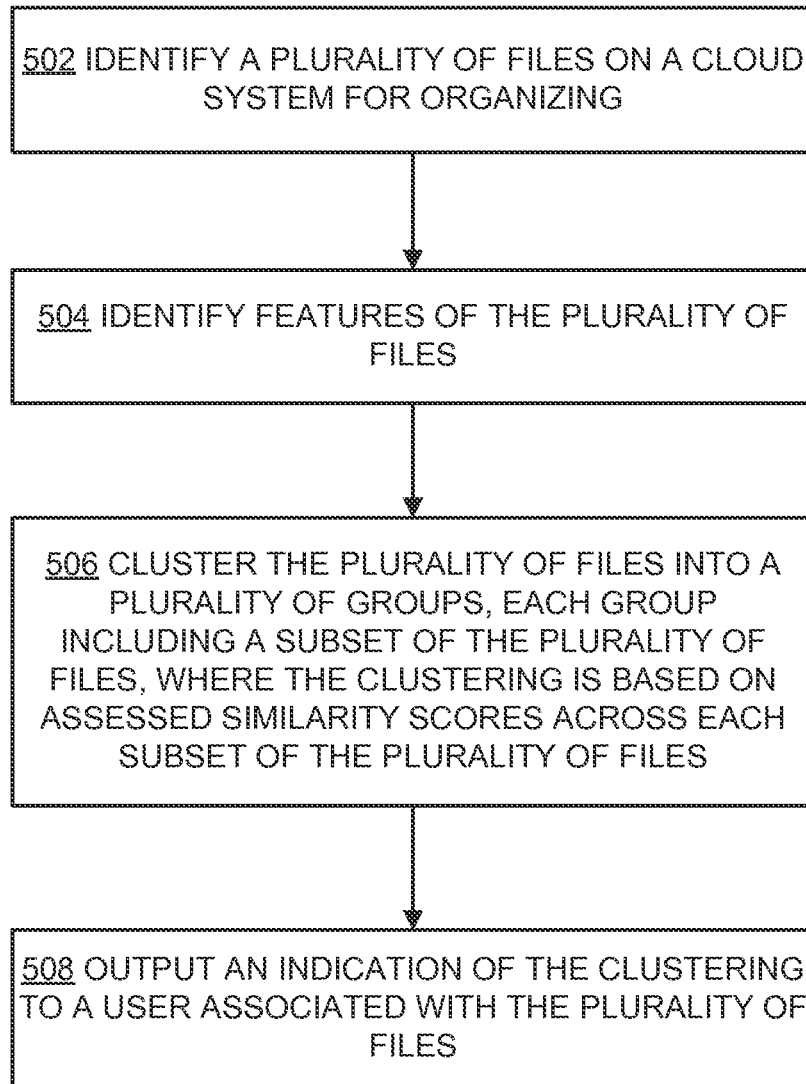 502 IDENTIFY A PLURALITY OF FILES ON A CLOUD
SYSTEM FOR ORGANIZING
504 IDENTIFY FEATURES OF THE PLURALITY OF
FILES
506 CLUSTER THE PLURALITY OF FILES INTO A
PLURALITY OF GROUPS, EACH GROUP
INCLUDING A SUBSET OF THE PLURALITY OF
FILES, WHERE THE CLUSTERING IS BASED ON
ASSESSED SIMILARITY SCORES ACROSS EACH
SUBSET OF THE PLURALITY OF FILES
508 OUTPUT AN INDICATION OF THE CLUSTERING
TO A USER ASSOCIATED WITH THE PLURALITY OF
FILES